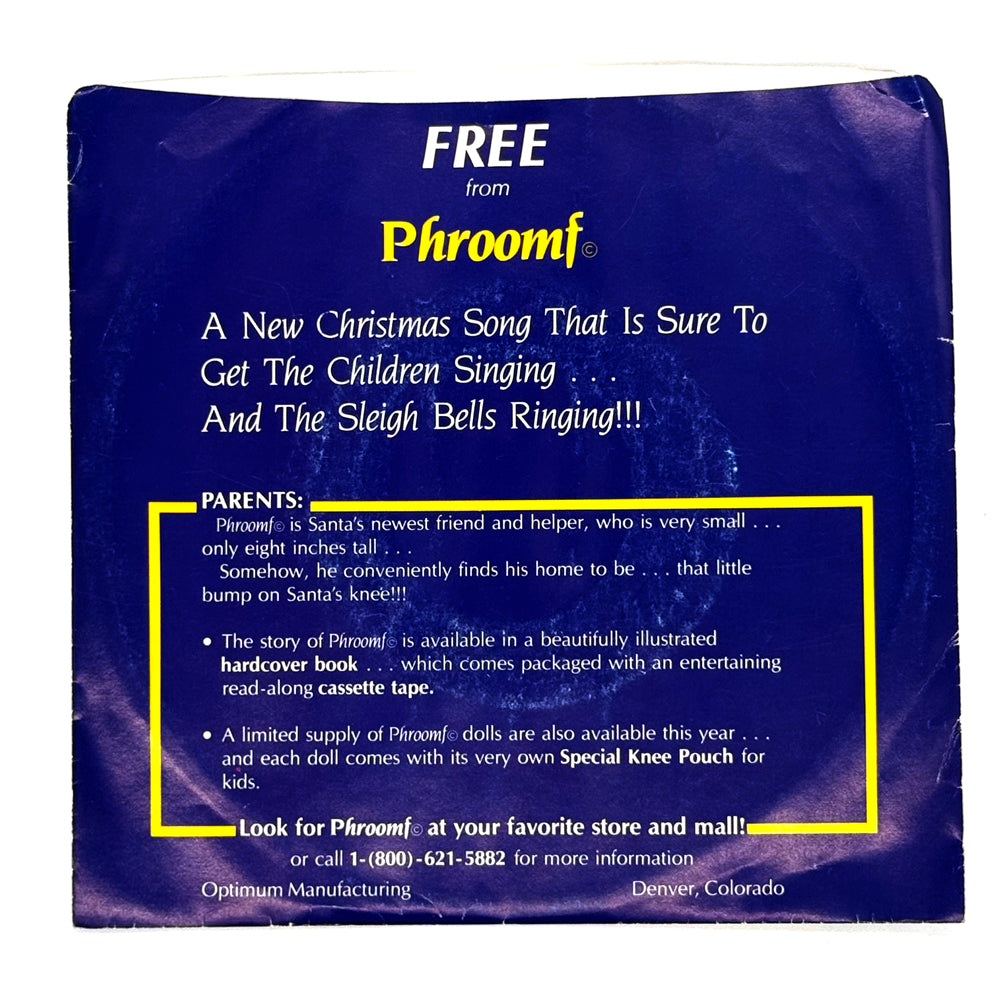 FREE
from
Phroomf©
A New Christmas Song That Is Sure To
Get The Children Singing . . .
And The Sleigh Bells Ringing!!!
PARENTS:
Phroomf© is Santa's newest friend and helper, who is very small . . .
only eight inches tall . . .
Somehow, he conveniently finds his home to be . . . that little
bump on Santa's knee!!!
• The story of Phroomf© is available in a beautifully illustrated
hardcover book . . . which comes packaged with an entertaining
read-along cassette tape.
• A limited supply of Phroomf© dolls are also available this year . . .
and each doll comes with its very own Special Knee Pouch for
kids.
Look for Phroomf© at your favorite store and mall!
or call 1-(800)-621-5882 for more information
Optimum Manufacturing Denver, Colorado